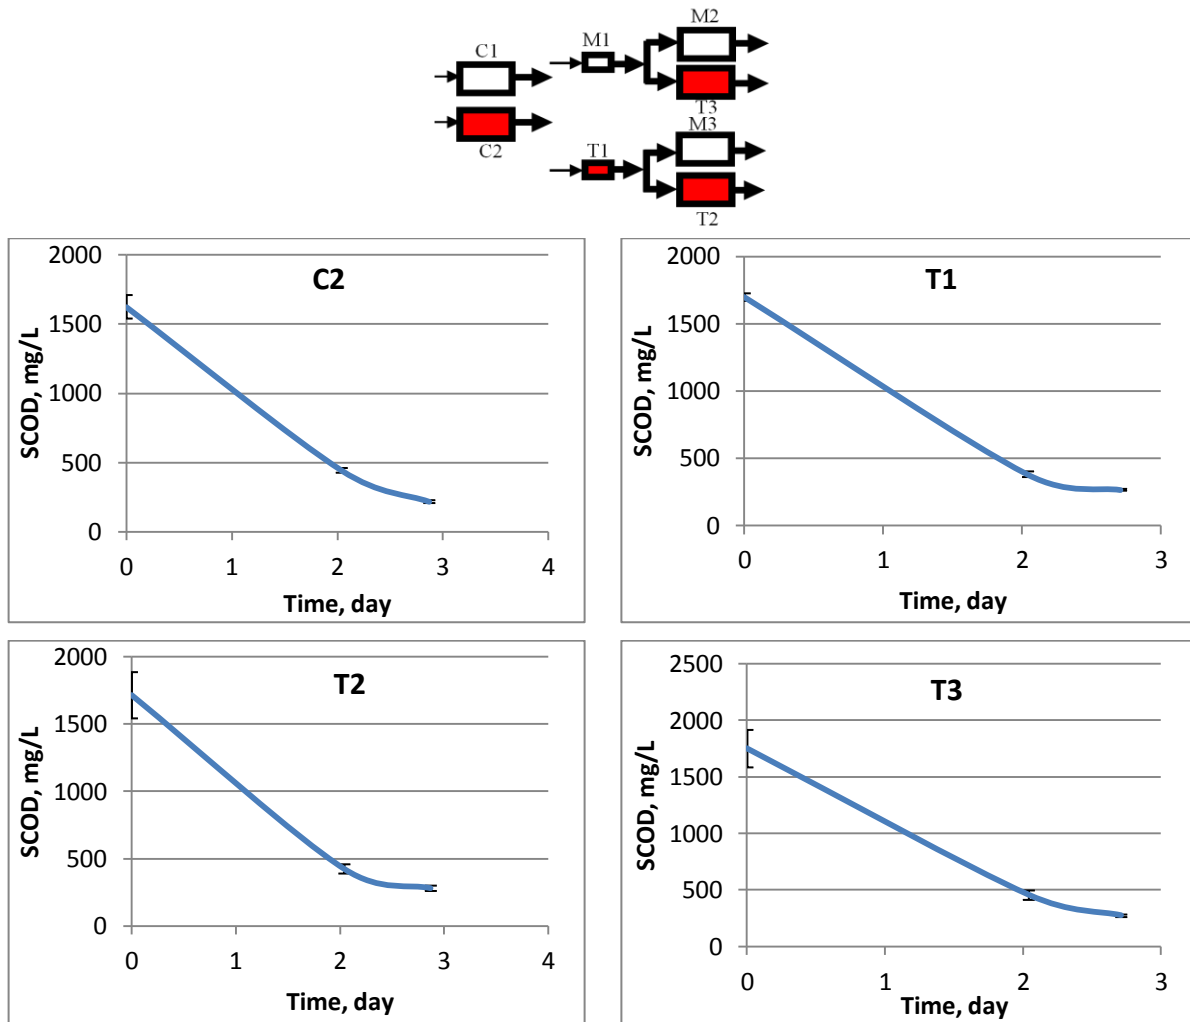 M2
C1
M1
T3
M3
C2
T1
T2
C2
SCOD, mg/L
2000
1500
1000
500
0
0 1 2 3 4
Time, day
T1
SCOD, mg/L
2000
1500
1000
500
0
0 1 2 3
Time, day
T2
SCOD, mg/L
2000
1500
1000
500
0
0 1 2 3 4
Time, day
T3
SCOD, mg/L
2500
2000
1500
1000
500
0
0 1 2 3
Time, day